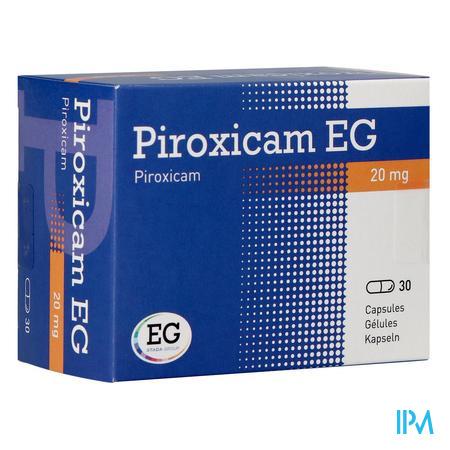 Piroxicam EG
Piroxicam
20 mg
30
Capsules
Gélules
Kapseln
EG
STADA GROUP
Piroxicam EG
Piroxicam
20 mg
30
IPM